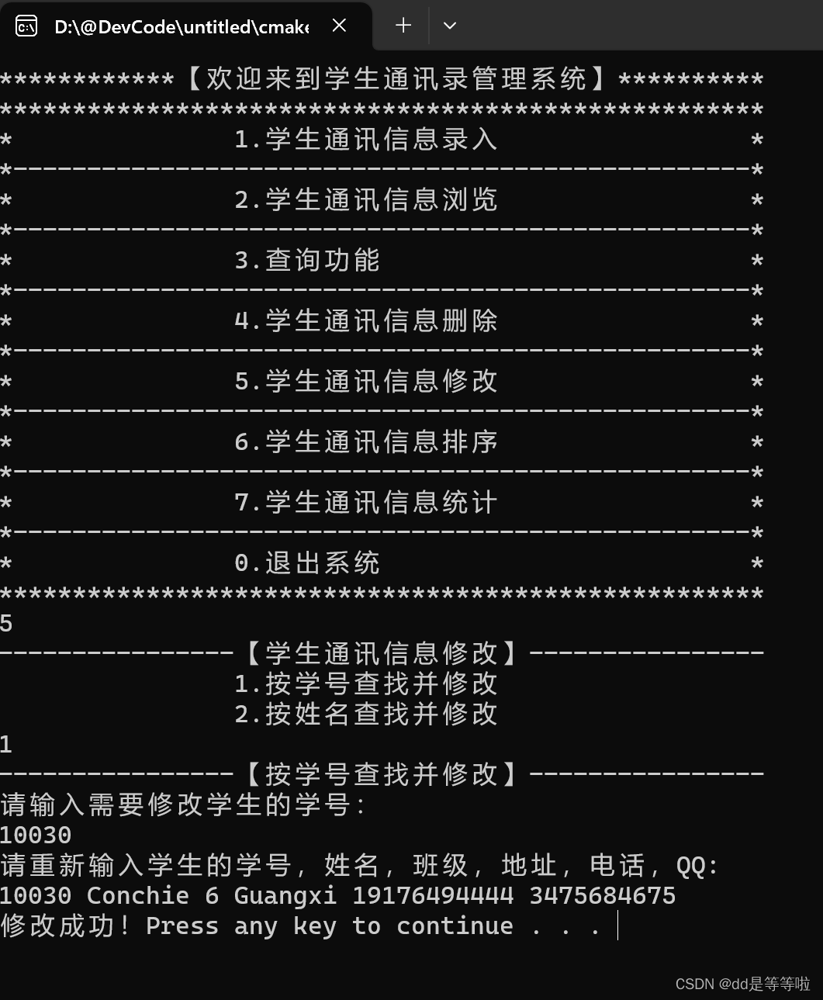 D:\@DevCode\untitled\cmake
************【欢迎来到学生通讯录管理系统】**********
****************************************************
*               1.学生通讯信息录入                 *
*--------------------------------------------------*
*               2.学生通讯信息浏览                 *
*--------------------------------------------------*
*               3.查询功能                         *
*--------------------------------------------------*
*               4.学生通讯信息删除                 *
*--------------------------------------------------*
*               5.学生通讯信息修改                 *
*--------------------------------------------------*
*               6.学生通讯信息排序                 *
*--------------------------------------------------*
*               7.学生通讯信息统计                 *
*--------------------------------------------------*
*               0.退出系统                         *
****************************************************
5
----------------【学生通讯信息修改】----------------
                1.按学号查找并修改
                2.按姓名查找并修改
1
----------------【按学号查找并修改】----------------
请输入需要修改学生的学号:
10030
请重新输入学生的学号, 姓名, 班级, 地址, 电话, QQ:
10030 Conchie 6 Guangxi 19176494444 3475684675
修改成功! Press any key to continue . . .
CSDN @dd是等等啦